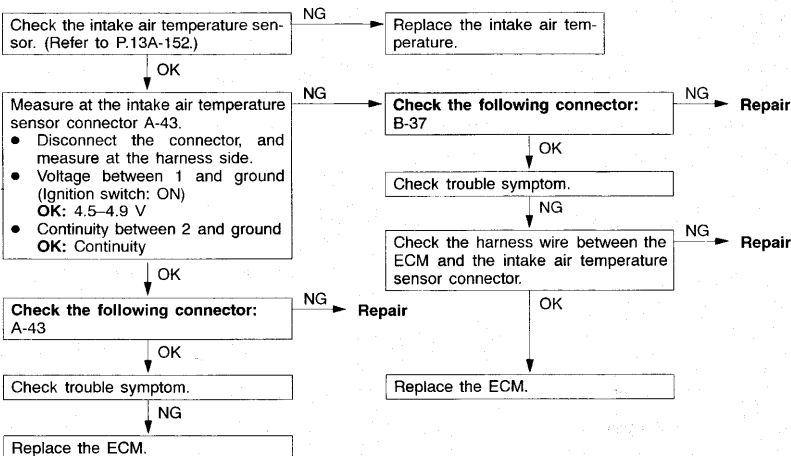 Check the intake air temperature sen-
sor. (Refer to P.13A-152.)
NG
Replace the intake air tem-
perature.
OK
Measure at the intake air temperature
sensor connector A-43.
● Disconnect the connector, and
measure at the harness side.
● Voltage between 1 and ground
(Ignition switch: ON)
OK: 4.5–4.9 V
● Continuity between 2 and ground
OK: Continuity
NG
Check the following connector:
B-37
NG
Repair
OK
Check trouble symptom.
NG
Check the harness wire between the
ECM and the intake air temperature
sensor connector.
NG
Repair
OK
Replace the ECM.
OK
Check the following connector:
A-43
NG
Repair
OK
Check trouble symptom.
NG
Replace the ECM.